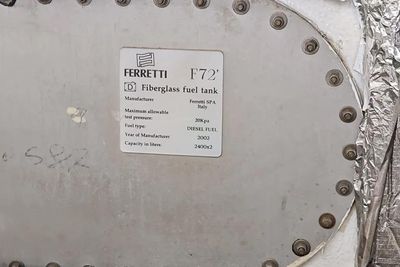 FERRETTI F72'
D Fiberglass fuel tank
Manufacturer: Ferretti SPA
Italy
Maximum allowable
test pressure: 20Kpa
Fuel type: DIESEL FUEL
Year of Manufacturer: 2002
Capacity in liters: 2400x2